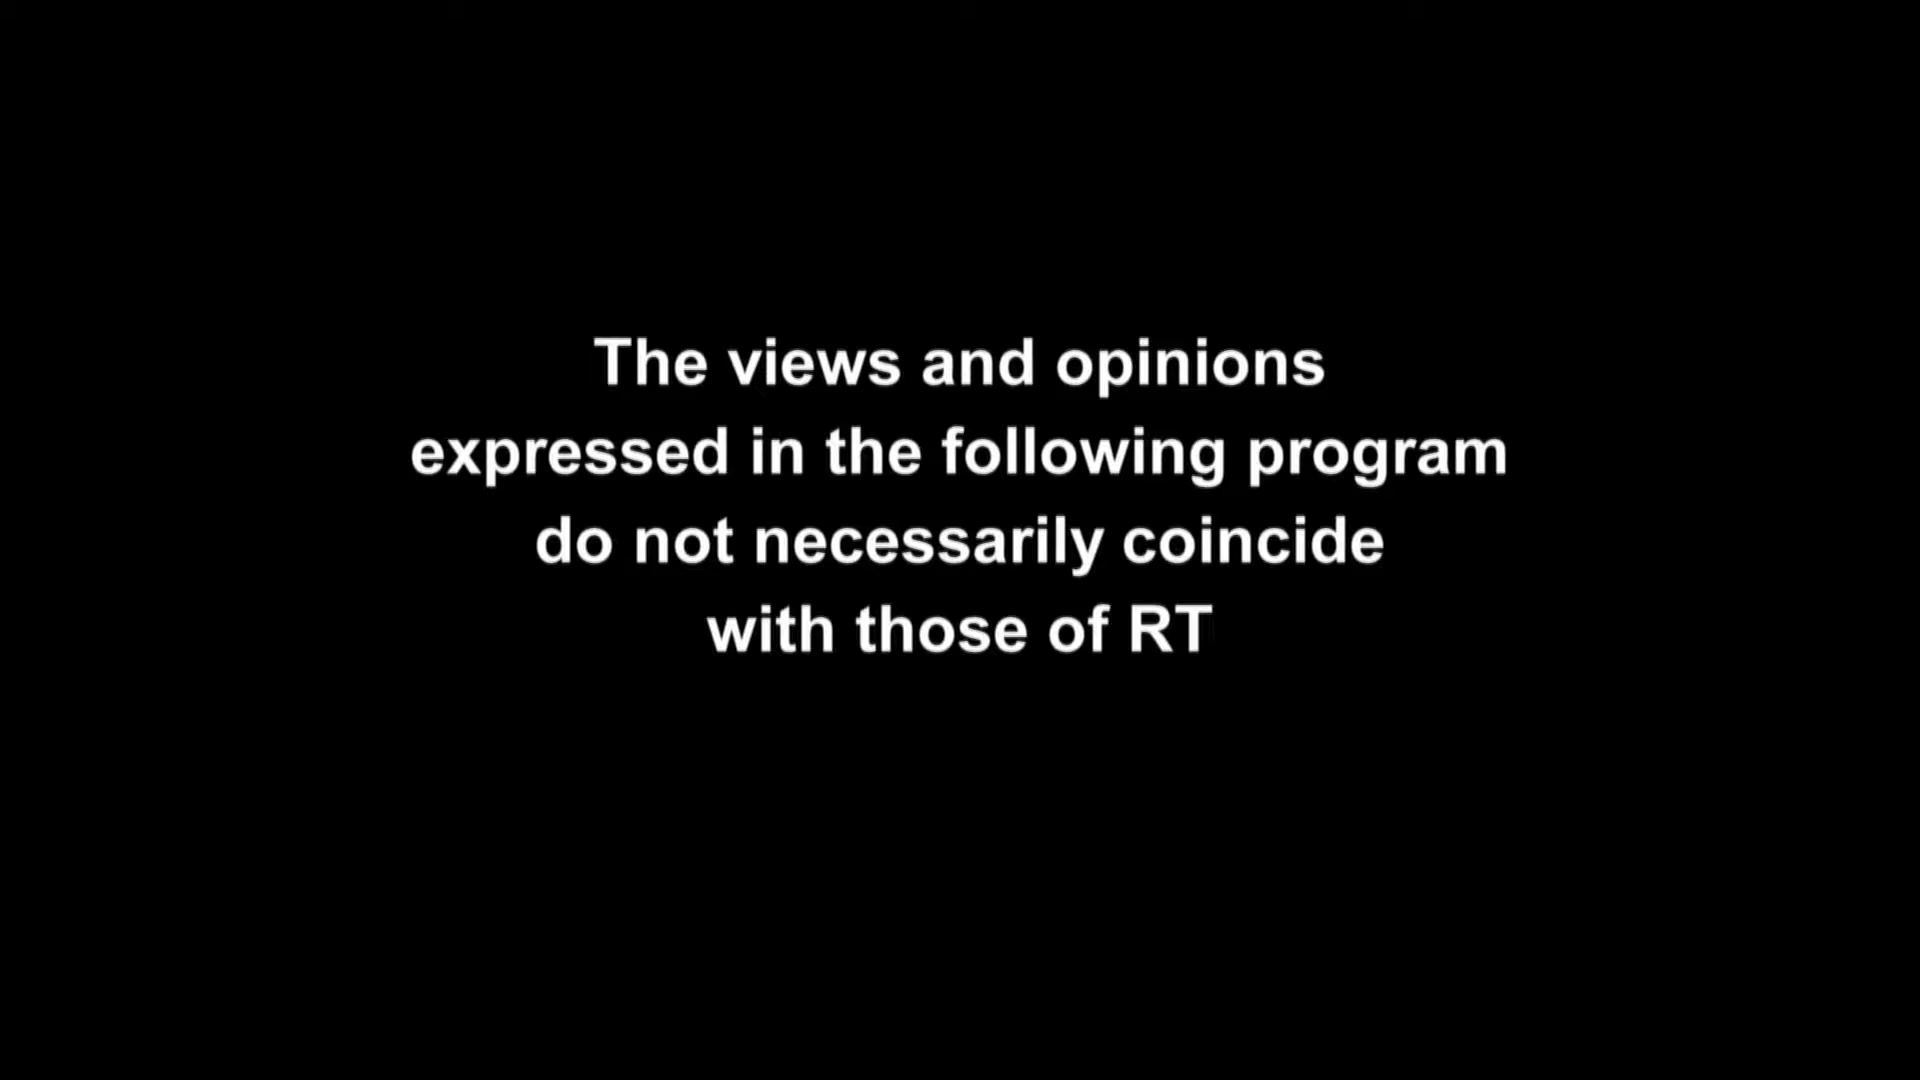 The views and opinions
expressed in the following program
do not necessarily coincide
with those of RT